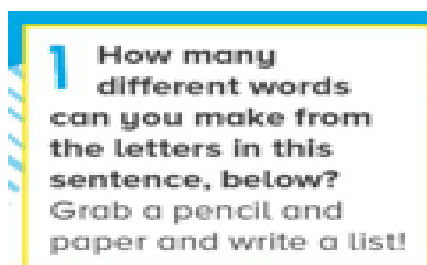 1 How many
different words
can you make from
the letters in this
sentence, below?
Grab a pencil and
paper and write a list!